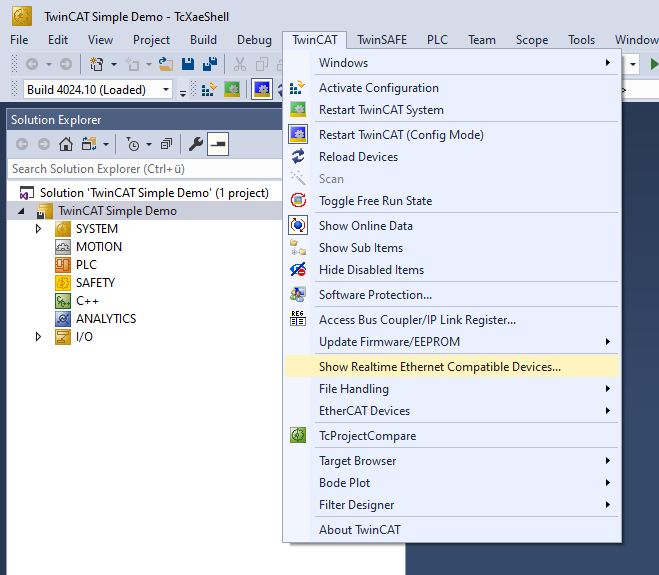 TwinCAT Simple Demo - TcXaeShell
File Edit View Project Build Debug TwinCAT TwinSAFE PLC Team Scope Tools Window
Build 4024.10 (Loaded)
Solution Explorer
Search Solution Explorer (Ctrl+ü)
Solution 'TwinCAT Simple Demo' (1 project)
TwinCAT Simple Demo
SYSTEM
MOTION
PLC
SAFETY
C++
ANALYTICS
I/O
Windows
Activate Configuration
Restart TwinCAT System
Restart TwinCAT (Config Mode)
Reload Devices
Scan
Toggle Free Run State
Show Online Data
Show Sub Items
Hide Disabled Items
Software Protection...
REG
Access Bus Coupler/IP Link Register...
Update Firmware/EEPROM
Show Realtime Ethernet Compatible Devices...
File Handling
EtherCAT Devices
TcProjectCompare
Target Browser
Bode Plot
Filter Designer
About TwinCAT